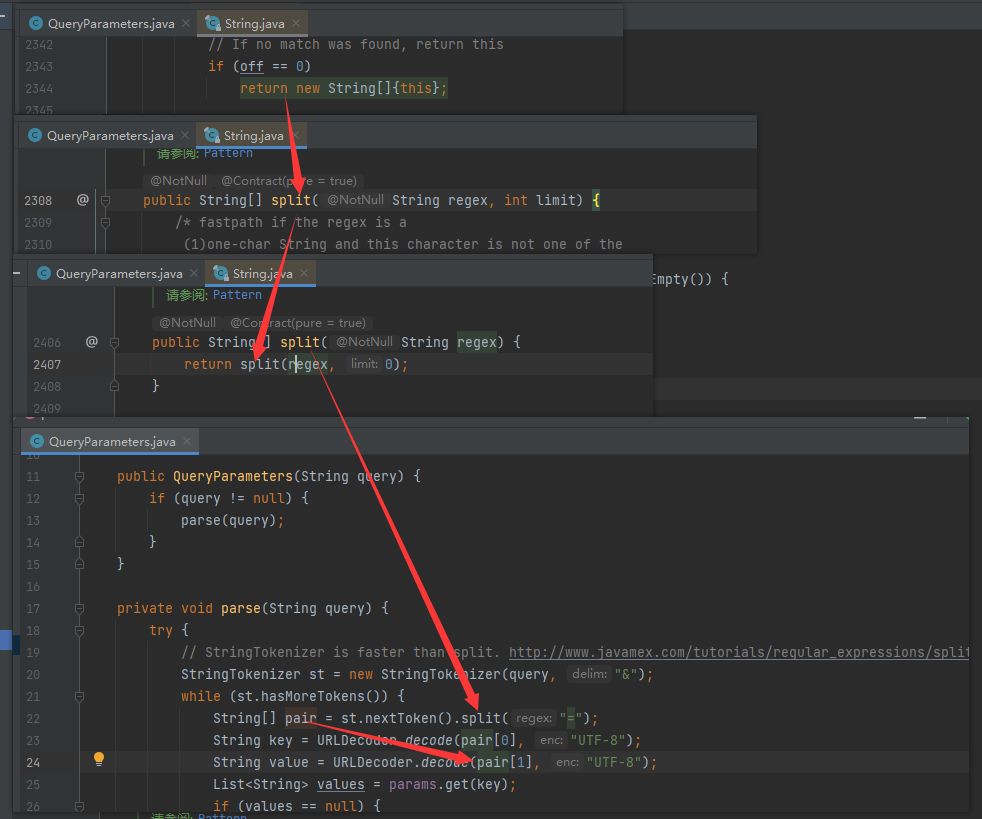 QueryParameters.java
String.java
2342 // If no match was found, return this
2343 if (off == 0)
2344 return new String[]{this};
2345
QueryParameters.java
String.java
请参阅: Pattern
@NotNull @Contract(pure = true)
2308 @ public String[] split( @NotNull String regex, int limit) {
2309 /* fastpath if the regex is a
2310 (1)one-char String and this character is not one of the
QueryParameters.java
String.java
Empty()) {
请参阅: Pattern
@NotNull @Contract(pure = true)
2406 @ public String[] split( @NotNull String regex) {
2407 return split(regex, limit: 0);
2408 }
2409
QueryParameters.java
10
11 public QueryParameters(String query) {
12 if (query != null) {
13 parse(query);
14 }
15 }
16
17 private void parse(String query) {
18 try {
19 // StringTokenizer is faster than split. http://www.javamex.com/tutorials/regular_expressions/split
20 StringTokenizer st = new StringTokenizer(query, delim: "&");
21 while (st.hasMoreTokens()) {
22 String[] pair = st.nextToken().split( regex: "=");
23 String key = URLDecoder.decode(pair[0], enc: "UTF-8");
24 String value = URLDecoder.decode(pair[1], enc: "UTF-8");
25 List<String> values = params.get(key);
26 if (values == null) {
请参阅: Pattern